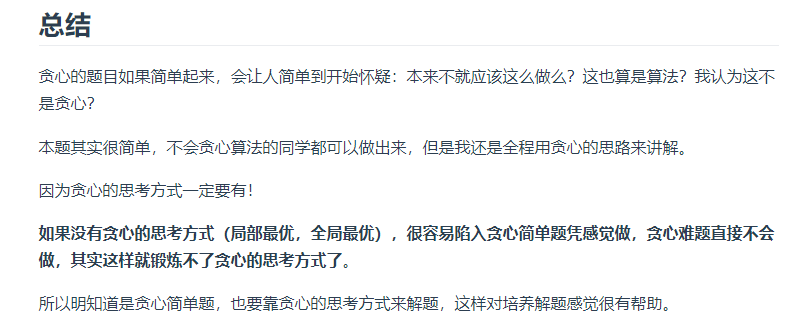 总结
贪心的题目如果简单起来，会让人简单到开始怀疑：本来不就应该这么做么？这也算是算法？我认为这不
是贪心？
本题其实很简单，不会贪心算法的同学都可以做出来，但是我还是全程用贪心的思路来讲解。
因为贪心的思考方式一定要有！
如果没有贪心的思考方式（局部最优，全局最优），很容易陷入贪心简单题凭感觉做，贪心难题直接不会
做，其实这样就锻炼不了贪心的思考方式了。
所以明知道是贪心简单题，也要靠贪心的思考方式来解题，这样对培养解题感觉很有帮助。